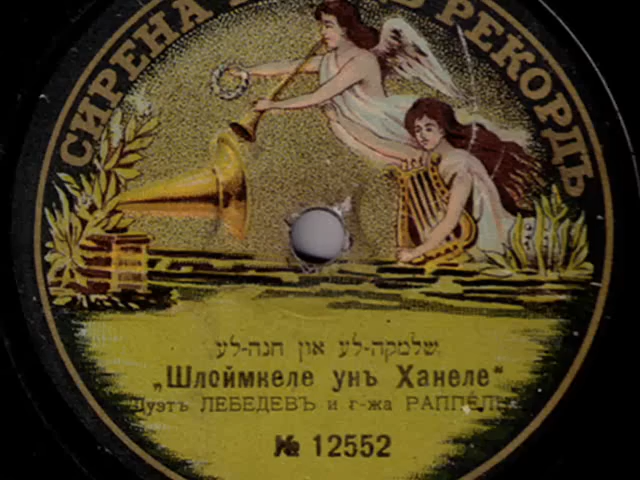 СИРЕНА РЕКОРДЪ
שלמקה-לע און חנה-לע
„Шлоймкеле унъ Ханеле“
Дуэтъ ЛЕБЕДЕВЪ и г-жа
№ 12552